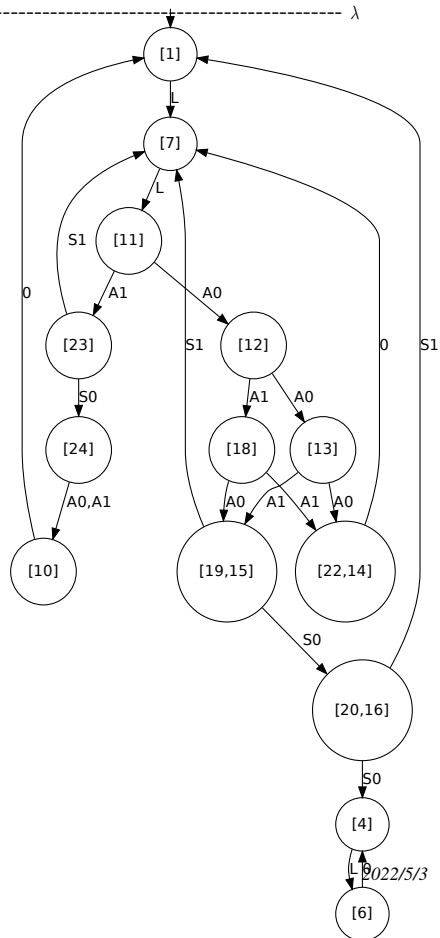 λ
[1]
L
[7]
L
[11]
S1
A1
A0
[23]
[12]
0
S1
0
S1
S0
A1
A0
[24]
[18]
[13]
A0,A1
A0
A1
A1
A0
[10]
[19,15]
[22,14]
S0
[20,16]
S0
[4]
L
0
2022/5/3
[6]